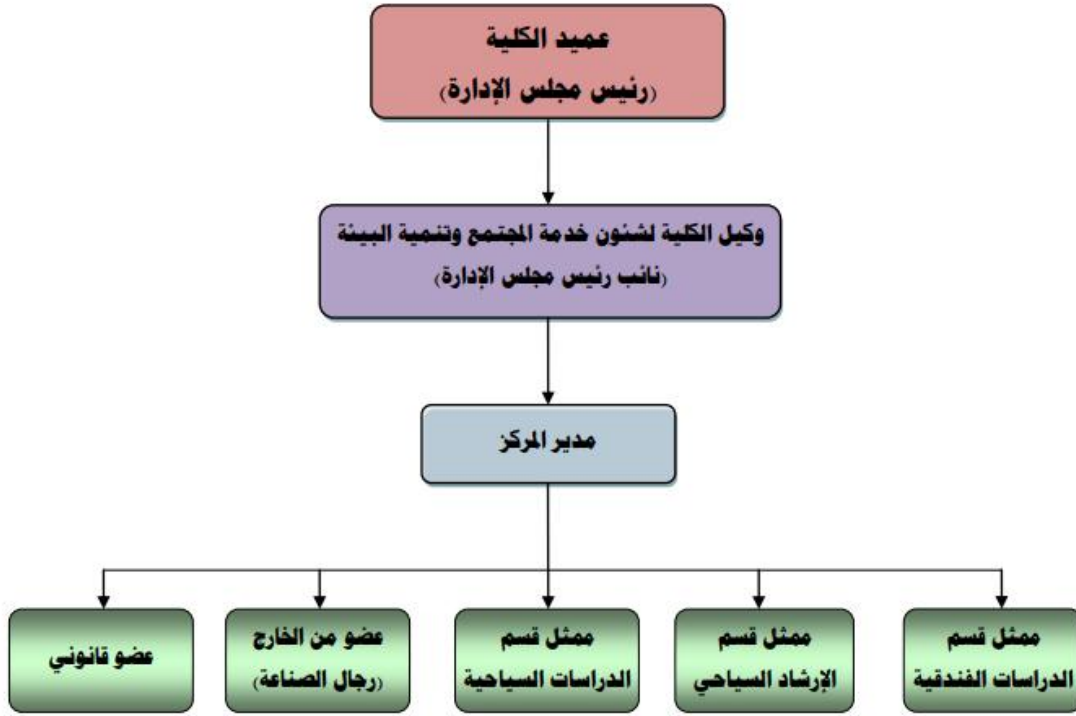 عميد الكلية
(رئيس مجلس الإدارة)
وكيل الكلية لشئون خدمة المجتمع وتنمية البيئة
(نائب رئيس مجلس الإدارة)
مدير المركز
ممثل قسم
الدراسات الفندقية
ممثل قسم
الإرشاد السياحي
ممثل قسم
الدراسات السياحية
عضو من الخارج
(رجال الصناعة)
عضو قانوني